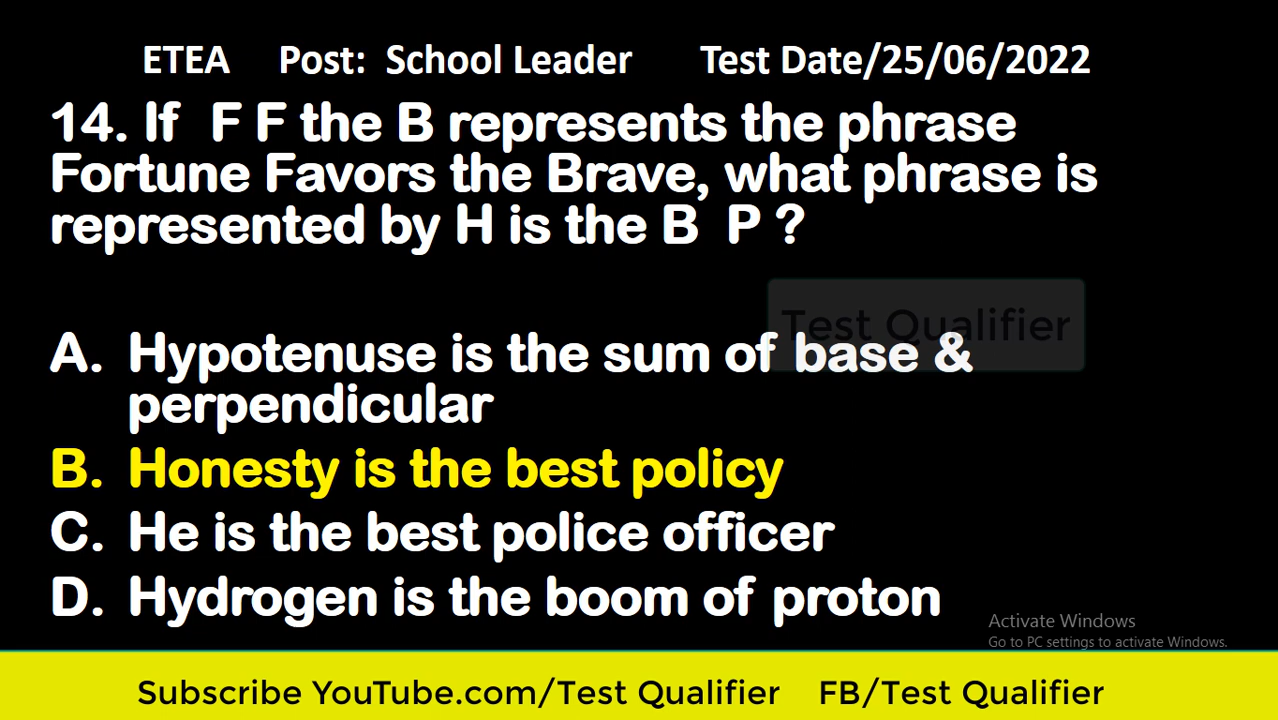 ETEA Post: School Leader Test Date/25/06/2022
14. If F F the B represents the phrase
Fortune Favors the Brave, what phrase is
represented by H is the B P ?
Test Qualifier
A. Hypotenuse is the sum of base &
perpendicular
B. Honesty is the best policy
C. He is the best police officer
D. Hydrogen is the boom of proton
Activate Windows
Go to PC settings to activate Windows.
Subscribe YouTube.com/Test Qualifier FB/Test Qualifier